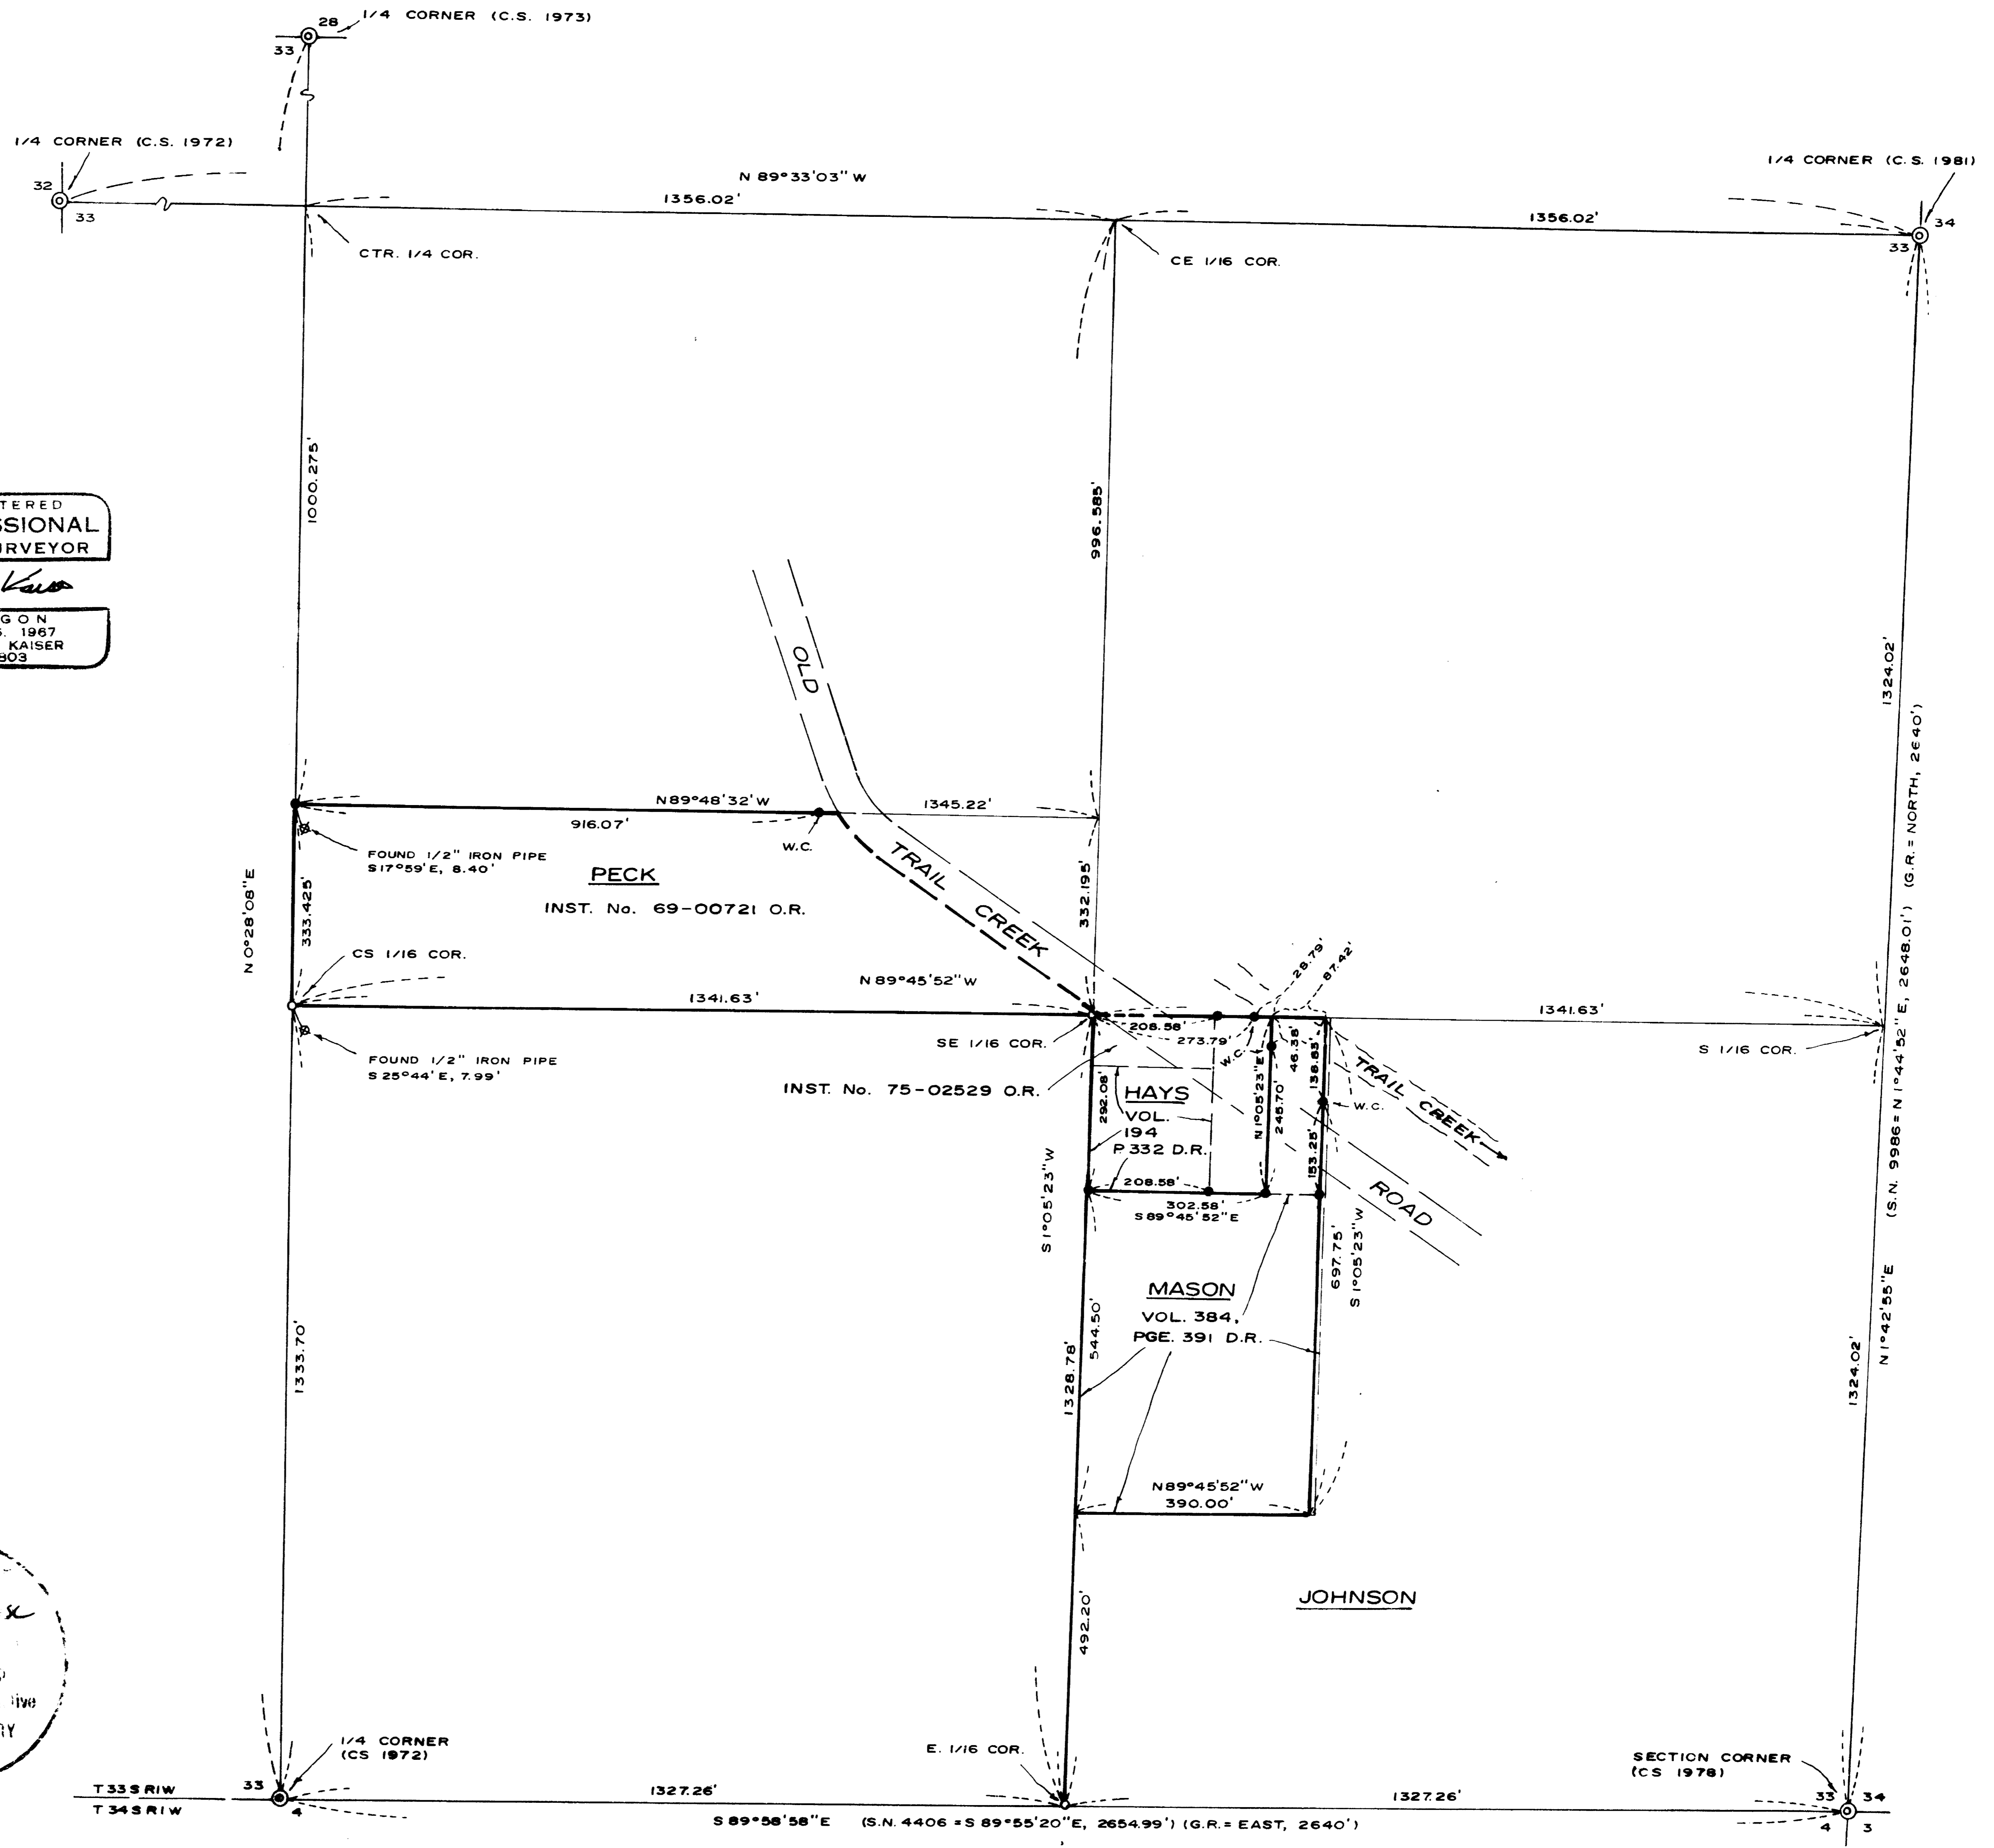 28
1/4 CORNER (C.S. 1973)
33
1/4 CORNER (C.S. 1972)
32
33
N 89°33'03" W
1356.02'
1356.02'
1/4 CORNER (C.S. 1981)
34
33
CTR. 1/4 COR.
CE 1/16 COR.
1000.275'
996.585'
1324.02'
TERED
SSIONAL
URVEYOR
GON
1967
KAISER
803
OLD
N89°48'32"W
1345.22'
916.07'
W.C.
FOUND 1/2" IRON PIPE
S17°59'E, 8.40'
PECK
INST. No. 69-00721 O.R.
TRAIL
CREEK
332.195'
N 0°28'08"E
333.425'
CS 1/16 COR.
N 89°45'52" W
1341.63'
28.79'
87.42'
1341.63'
208.58'
273.79'
W.C.
SE 1/16 COR.
S 1/16 COR.
FOUND 1/2" IRON PIPE
S 25°44' E, 7.99'
INST. No. 75-02529 O.R.
HAYS
VOL.
194
P 332 D.R.
292.08'
N 1°05'23"E
245.70'
46.38'
138.83'
153.25'
W.C.
TRAIL CREEK
ROAD
208.58'
302.58'
S 89°45'52"E
S 1°05'23" W
697.75'
S 1°05'23" W
MASON
VOL. 384,
PGE. 391 D.R.
544.50'
1328.78'
1333.70'
N 1°42'55"E
(S.N. 9986 = N 1°44'52" E, 2648.01') (G.R. = NORTH, 2640')
1324.02'
N89°45'52" W
390.00'
JOHNSON
492.20'
1/4 CORNER
(CS 1972)
E. 1/16 COR.
SECTION CORNER
(CS 1978)
T33S R1W
T34S R1W
33
4
1327.26'
1327.26'
33
34
4
3
S 89°58'58"E (S.N. 4406 = S 89°55'20"E, 2654.99') (G.R. = EAST, 2640')